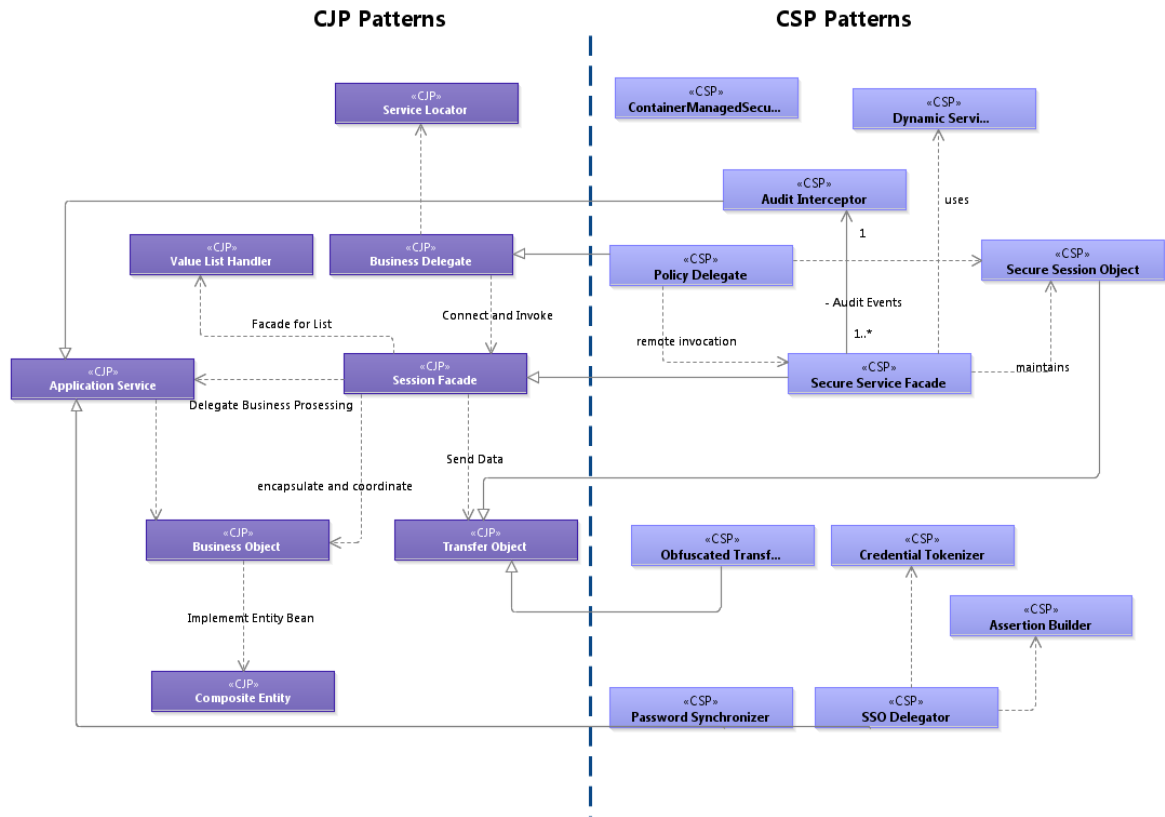 CJP Patterns
CSP Patterns
«CJP»
Service Locator
«CSP»
ContainerManagedSecu...
«CSP»
Dynamic Servi...
«CSP»
Audit Interceptor
uses
1
«CJP»
Value List Handler
«CJP»
Business Delegate
«CSP»
Policy Delegate
«CSP»
Secure Session Object
- Audit Events
Connect and Invoke
Facade for List
1..*
remote invocation
«CJP»
Application Service
«CJP»
Session Facade
«CSP»
Secure Service Facade
maintains
Delegate Business Prosessing
Send Data
encapsulate and coordinate
«CJP»
Business Object
«CJP»
Transfer Object
«CSP»
Obfuscated Transf...
«CSP»
Credential Tokenizer
Implememt Entity Bean
«CSP»
Assertion Builder
«CJP»
Composite Entity
«CSP»
Password Synchronizer
«CSP»
SSO Delegator